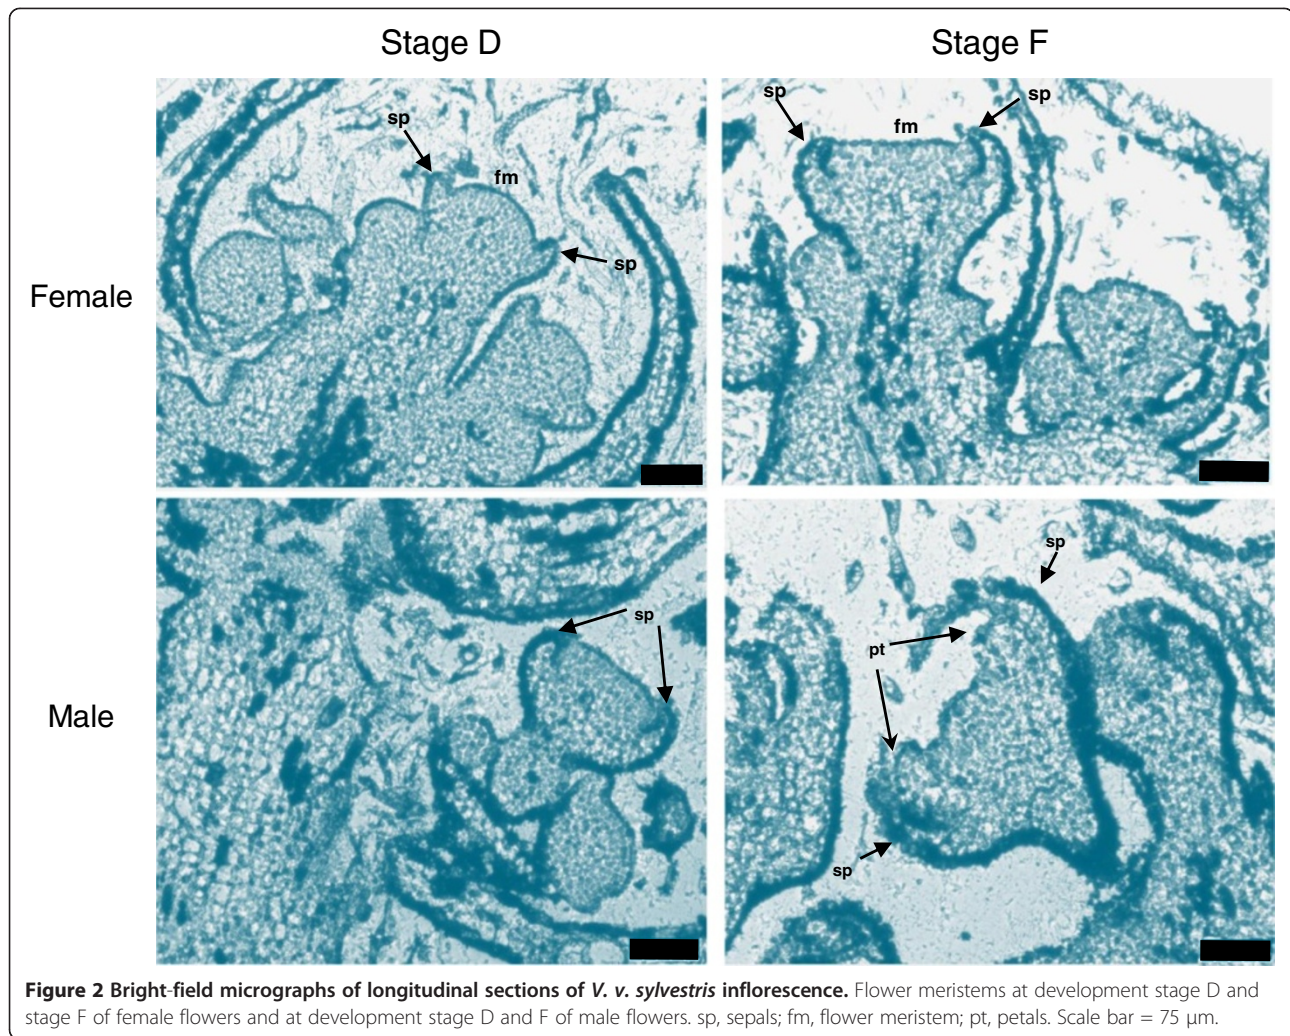 Stage D
Stage F
sp
fm
sp
sp
fm
sp
Female
Male
sp
sp
pt
sp
Figure 2 Bright-field micrographs of longitudinal sections of V. v. sylvestris inflorescence. Flower meristems at development stage D and
stage F of female flowers and at development stage D and F of male flowers. sp, sepals; fm, flower meristem; pt, petals. Scale bar = 75 μm.